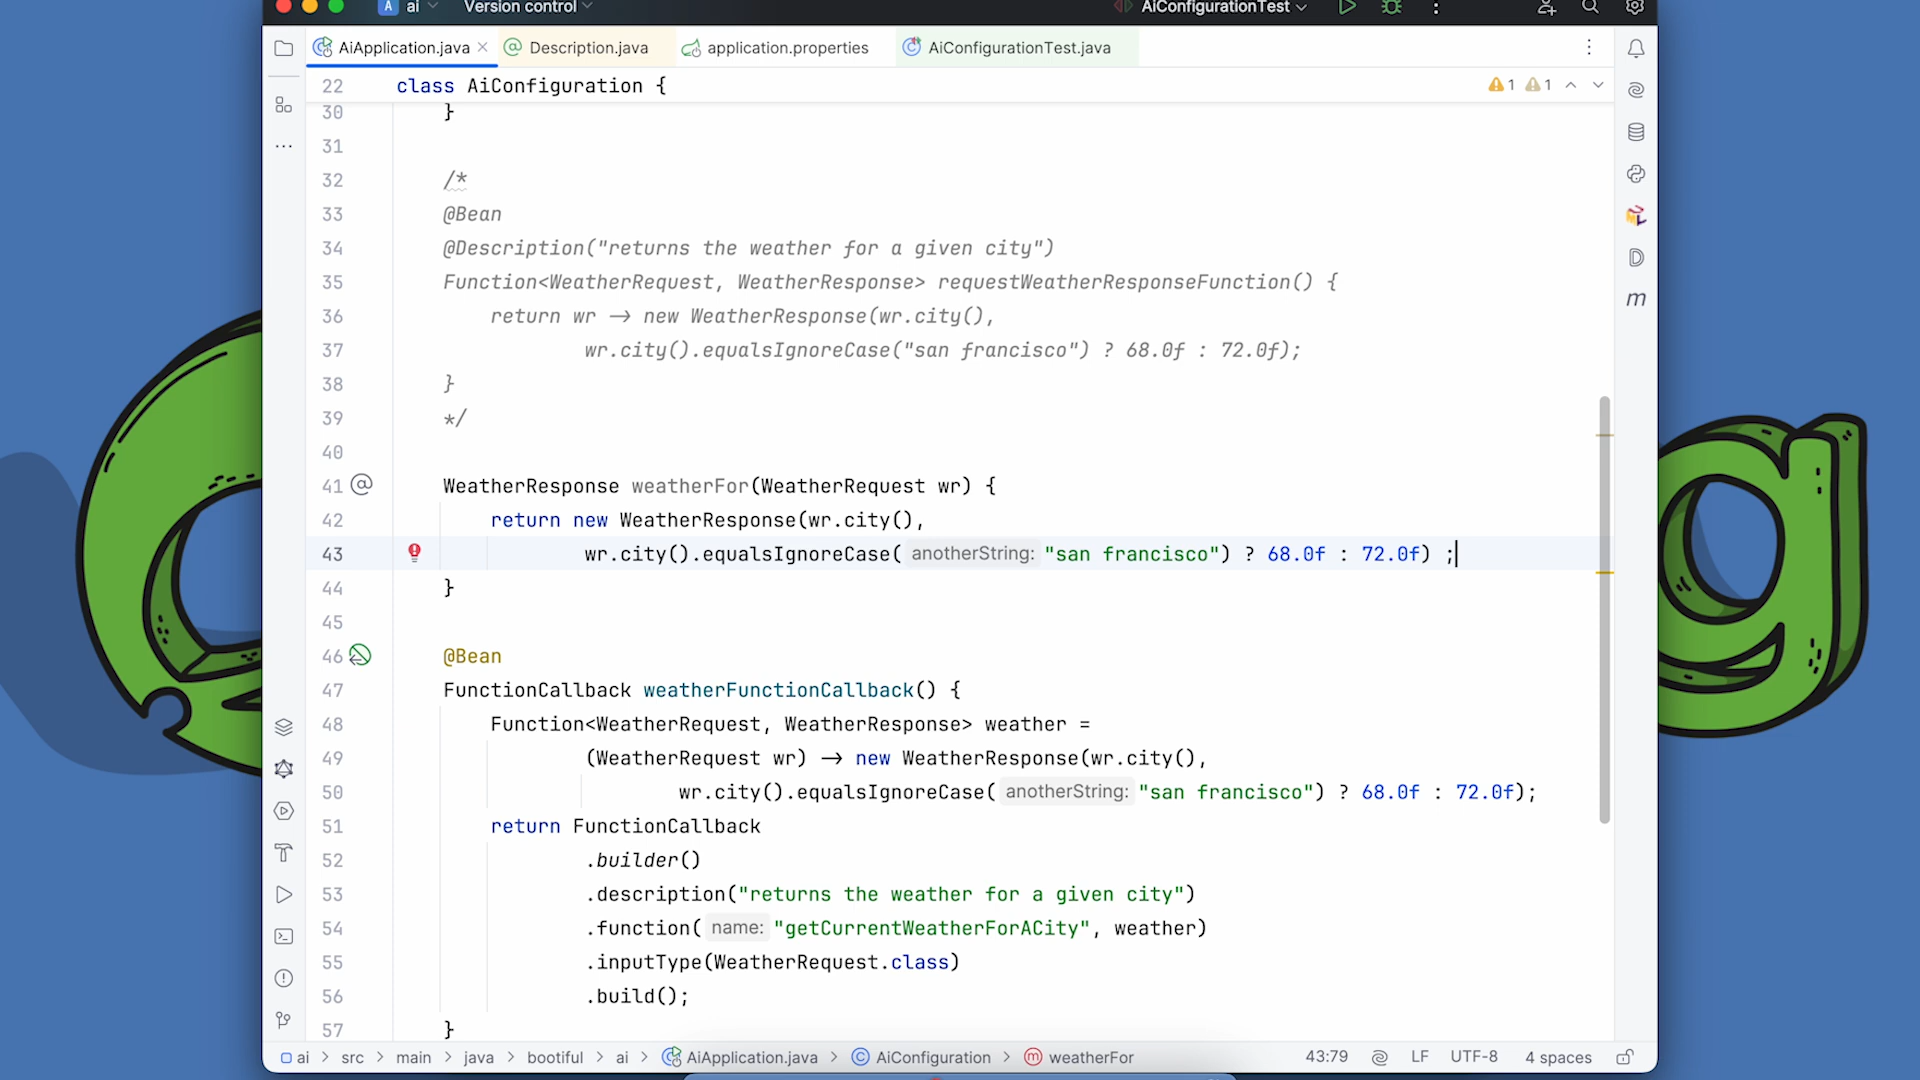 A ai Version control AiConfigurationTest
AiApplication.java Description.java application.properties AiConfigurationTest.java
22 class AiConfiguration { 1 1
30 }
31
32 /*
33 @Bean
34 @Description("returns the weather for a given city")
35 Function<WeatherRequest, WeatherResponse> requestWeatherResponseFunction() {
36 return wr → new WeatherResponse(wr.city(),
37 wr.city().equalsIgnoreCase("san francisco") ? 68.0f : 72.0f);
38 }
39 */
40
41 WeatherResponse weatherFor(WeatherRequest wr) {
42 return new WeatherResponse(wr.city(),
43 wr.city().equalsIgnoreCase( anotherString: "san francisco") ? 68.0f : 72.0f) ;
44 }
45
46 @Bean
47 FunctionCallback weatherFunctionCallback() {
48 Function<WeatherRequest, WeatherResponse> weather =
49 (WeatherRequest wr) → new WeatherResponse(wr.city(),
50 wr.city().equalsIgnoreCase( anotherString: "san francisco") ? 68.0f : 72.0f);
51 return FunctionCallback
52 .builder()
53 .description("returns the weather for a given city")
54 .function( name: "getCurrentWeatherForACity", weather)
55 .inputType(WeatherRequest.class)
56 .build();
57 }
ai > src > main > java > bootiful > ai > AiApplication.java > AiConfiguration > weatherFor 43:79 LF UTF-8 4 spaces